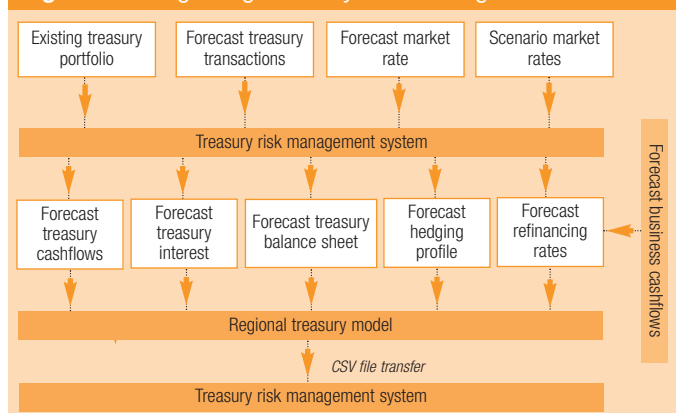 Existing treasury
portfolio
Forecast treasury
transactions
Forecast market
rate
Scenario market
rates
Treasury risk management system
Forecast
treasury
cashflows
Forecast
treasury
interest
Forecast treasury
balance sheet
Forecast
hedging
profile
Forecast
refinancing
rates
Forecast business cashflows
Regional treasury model
CSV file transfer
Treasury risk management system